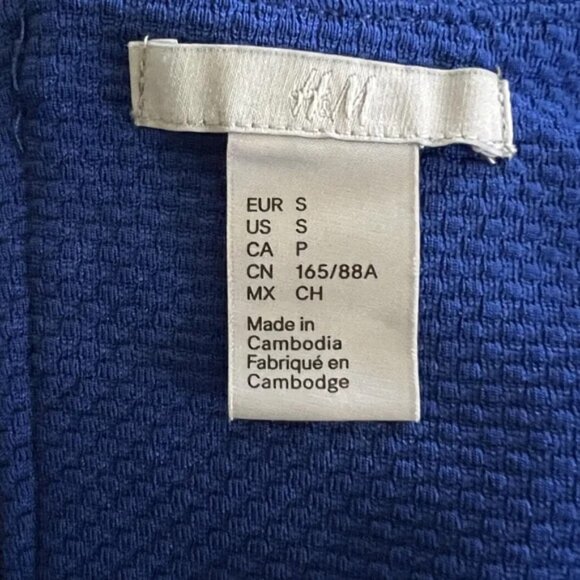 H&M
EUR S
US S
CA P
CN 165/88A
MX CH
Made in
Cambodia
Fabriqué en
Cambodge